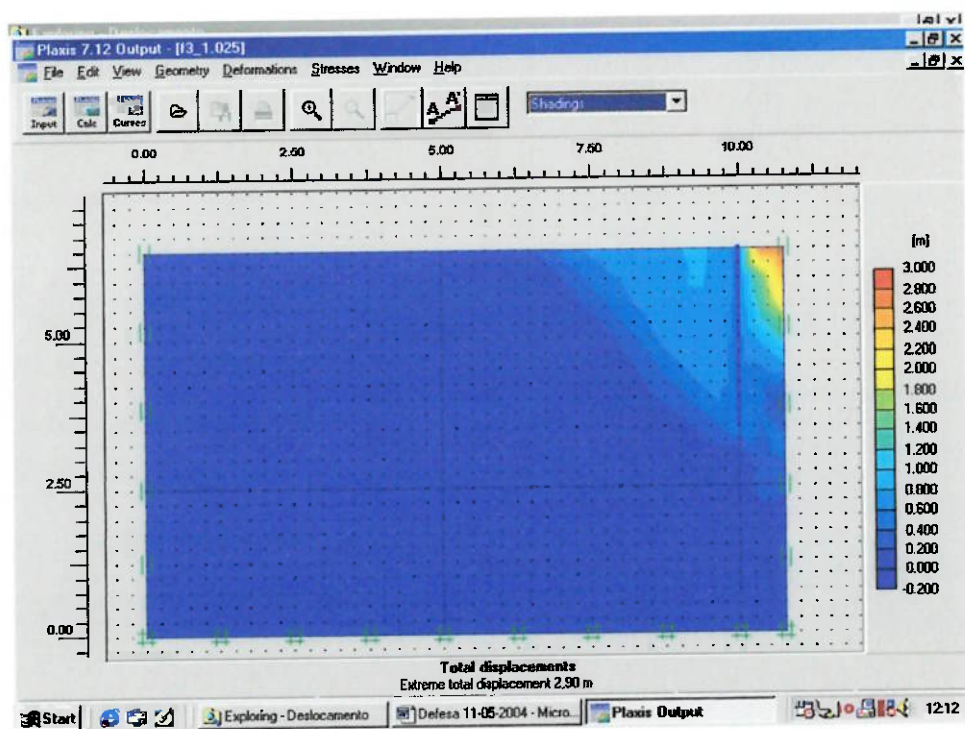 Exploring - Deslocamento
Plaxis 7.12 Output - [f3_1.025]
File Edit View Geometry Deformations Stresses Window Help
Input Calc Curves A A' Shadings
0.00 2.50 5.00 7.50 10.00
[m]
3.000
2.800
2.600
2.400
2.200
2.000
1.800
1.600
1.400
1.200
1.000
0.800
0.600
0.400
0.200
0.000
-0.200
5.00
2.50
0.00
Total displacements
Extreme total displacement 2,90 m
Start Exploring - Deslocamento Defesa 11-05-2004 - Micro... Plaxis Output 12:12